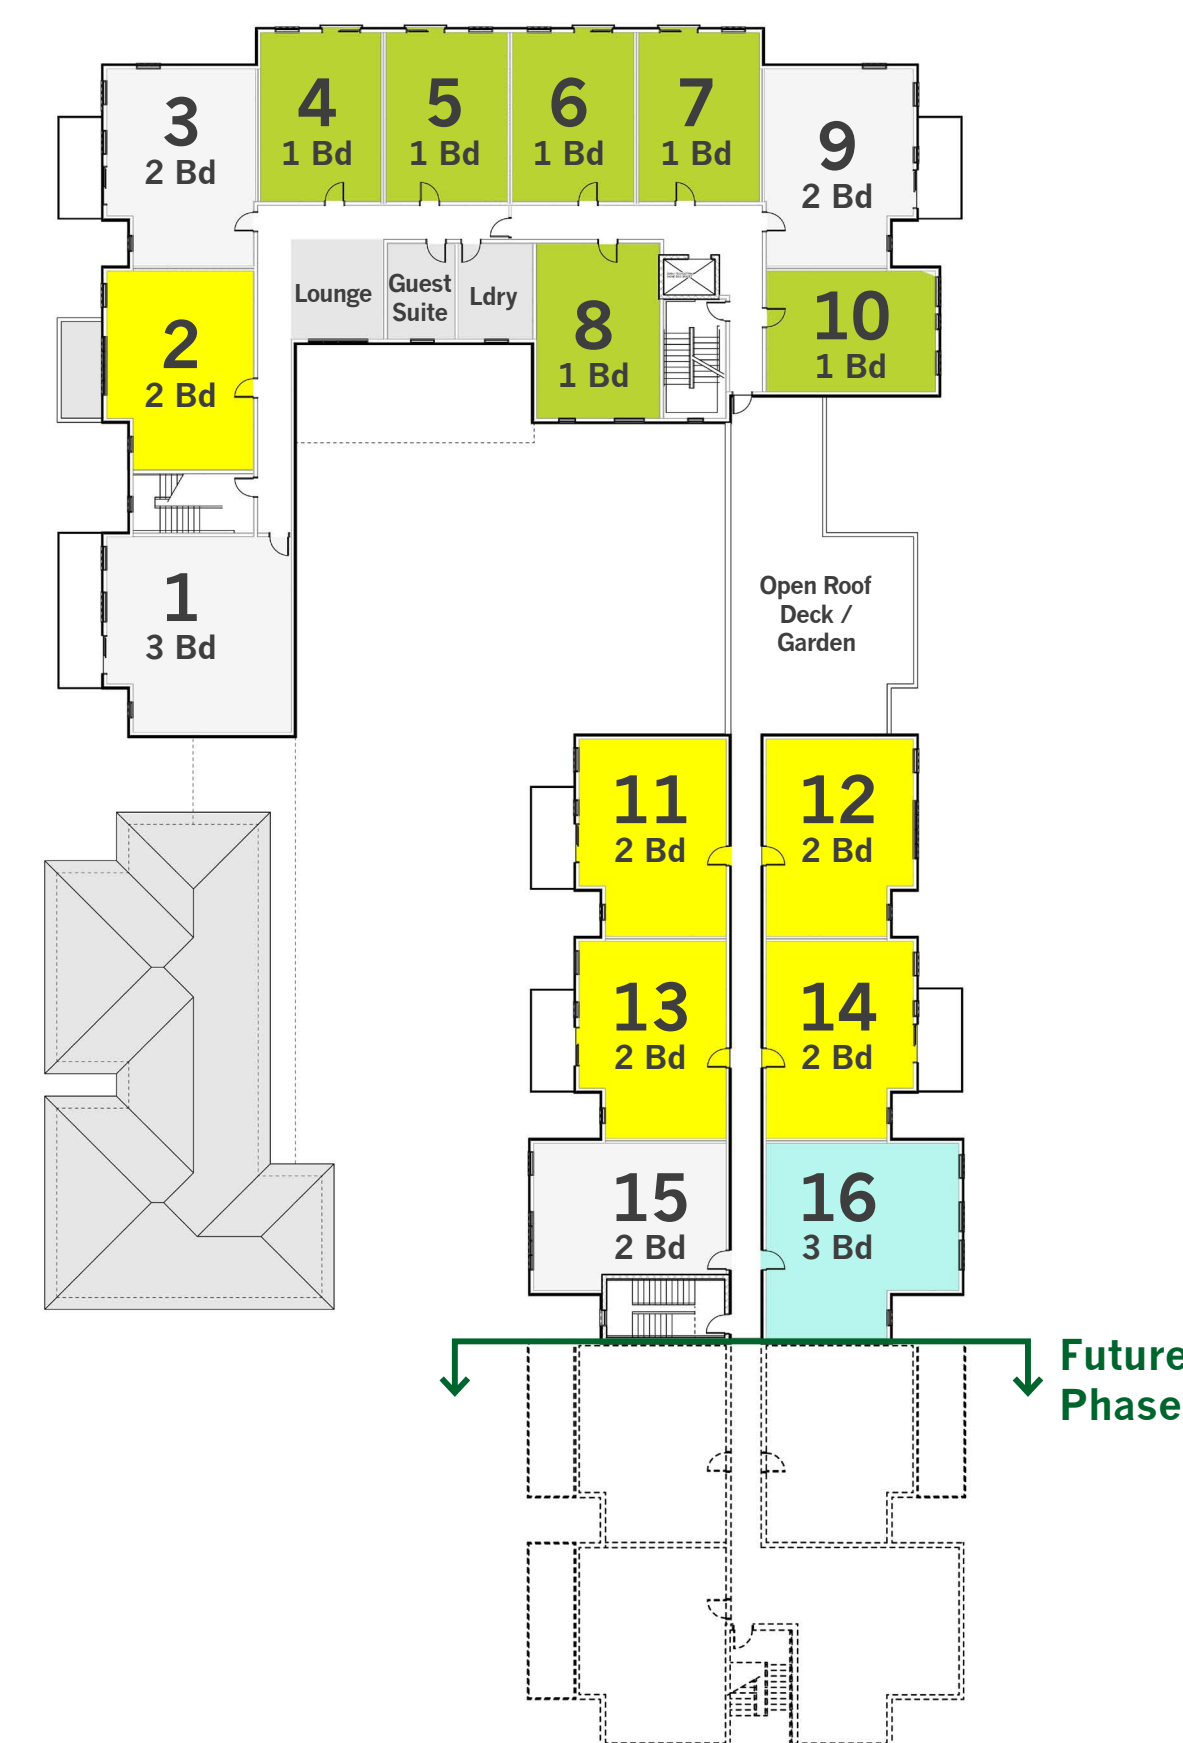 4
1 Bd
5
1 Bd
6
1 Bd
7
1 Bd
3
2 Bd
9
2 Bd
Lounge
Guest
Suite
Ldry
8
1 Bd
10
1 Bd
2
2 Bd
1
3 Bd
Open Roof
Deck /
Garden
11
2 Bd
12
2 Bd
13
2 Bd
14
2 Bd
15
2 Bd
16
3 Bd
Future
Phase